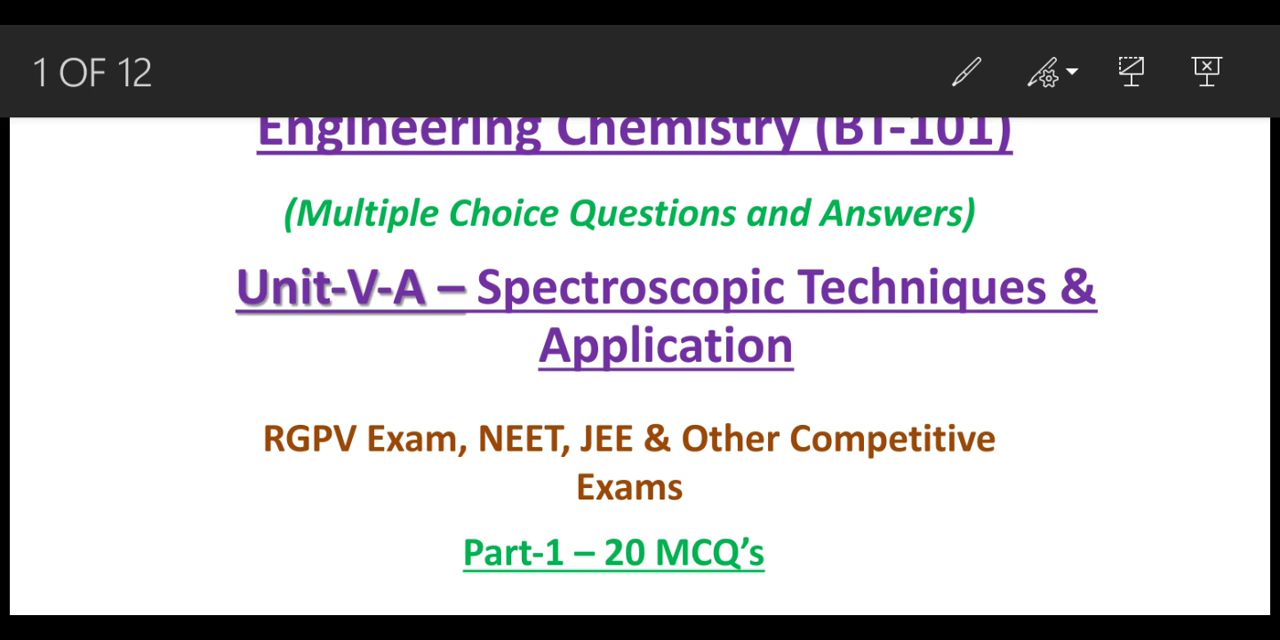 1 OF 12
Engineering Chemistry (BT-101)
(Multiple Choice Questions and Answers)
Unit-V-A – Spectroscopic Techniques &
Application
RGPV Exam, NEET, JEE & Other Competitive
Exams
Part-1 – 20 MCQ’s